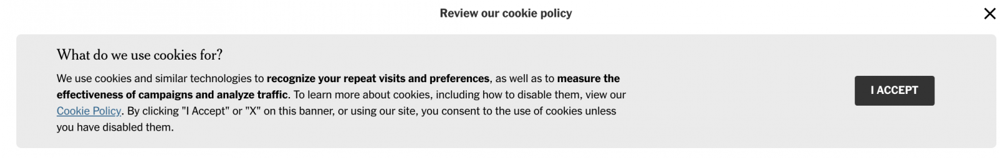 Review our cookie policy
What do we use cookies for?
We use cookies and similar technologies to recognize your repeat visits and preferences, as well as to measure the
effectiveness of campaigns and analyze traffic. To learn more about cookies, including how to disable them, view our
Cookie Policy. By clicking "I Accept" or "X" on this banner, or using our site, you consent to the use of cookies unless
you have disabled them.
I ACCEPT